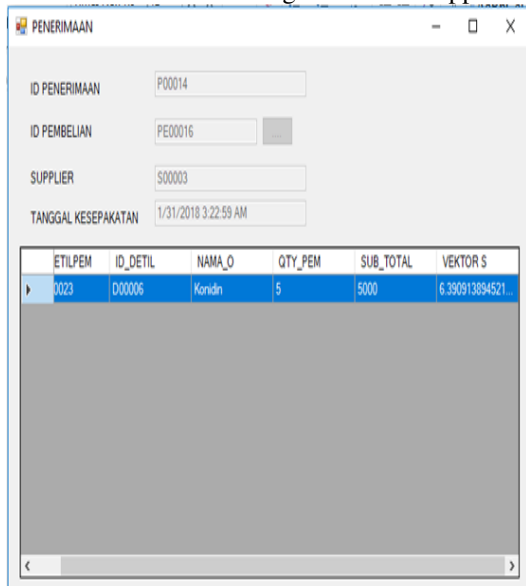 PENERIMAAN
ID PENERIMAAN P00014
ID PEMBELIAN PE00016 ...
SUPPLIER S00003
TANGGAL KESEPAKATAN 1/31/2018 3:22:59 AM
ETILPEM ID_DETIL NAMA_O QTY_PEM SUB_TOTAL VEKTOR S
0023 D00006 Konidin 5 5000 6.390913894521...